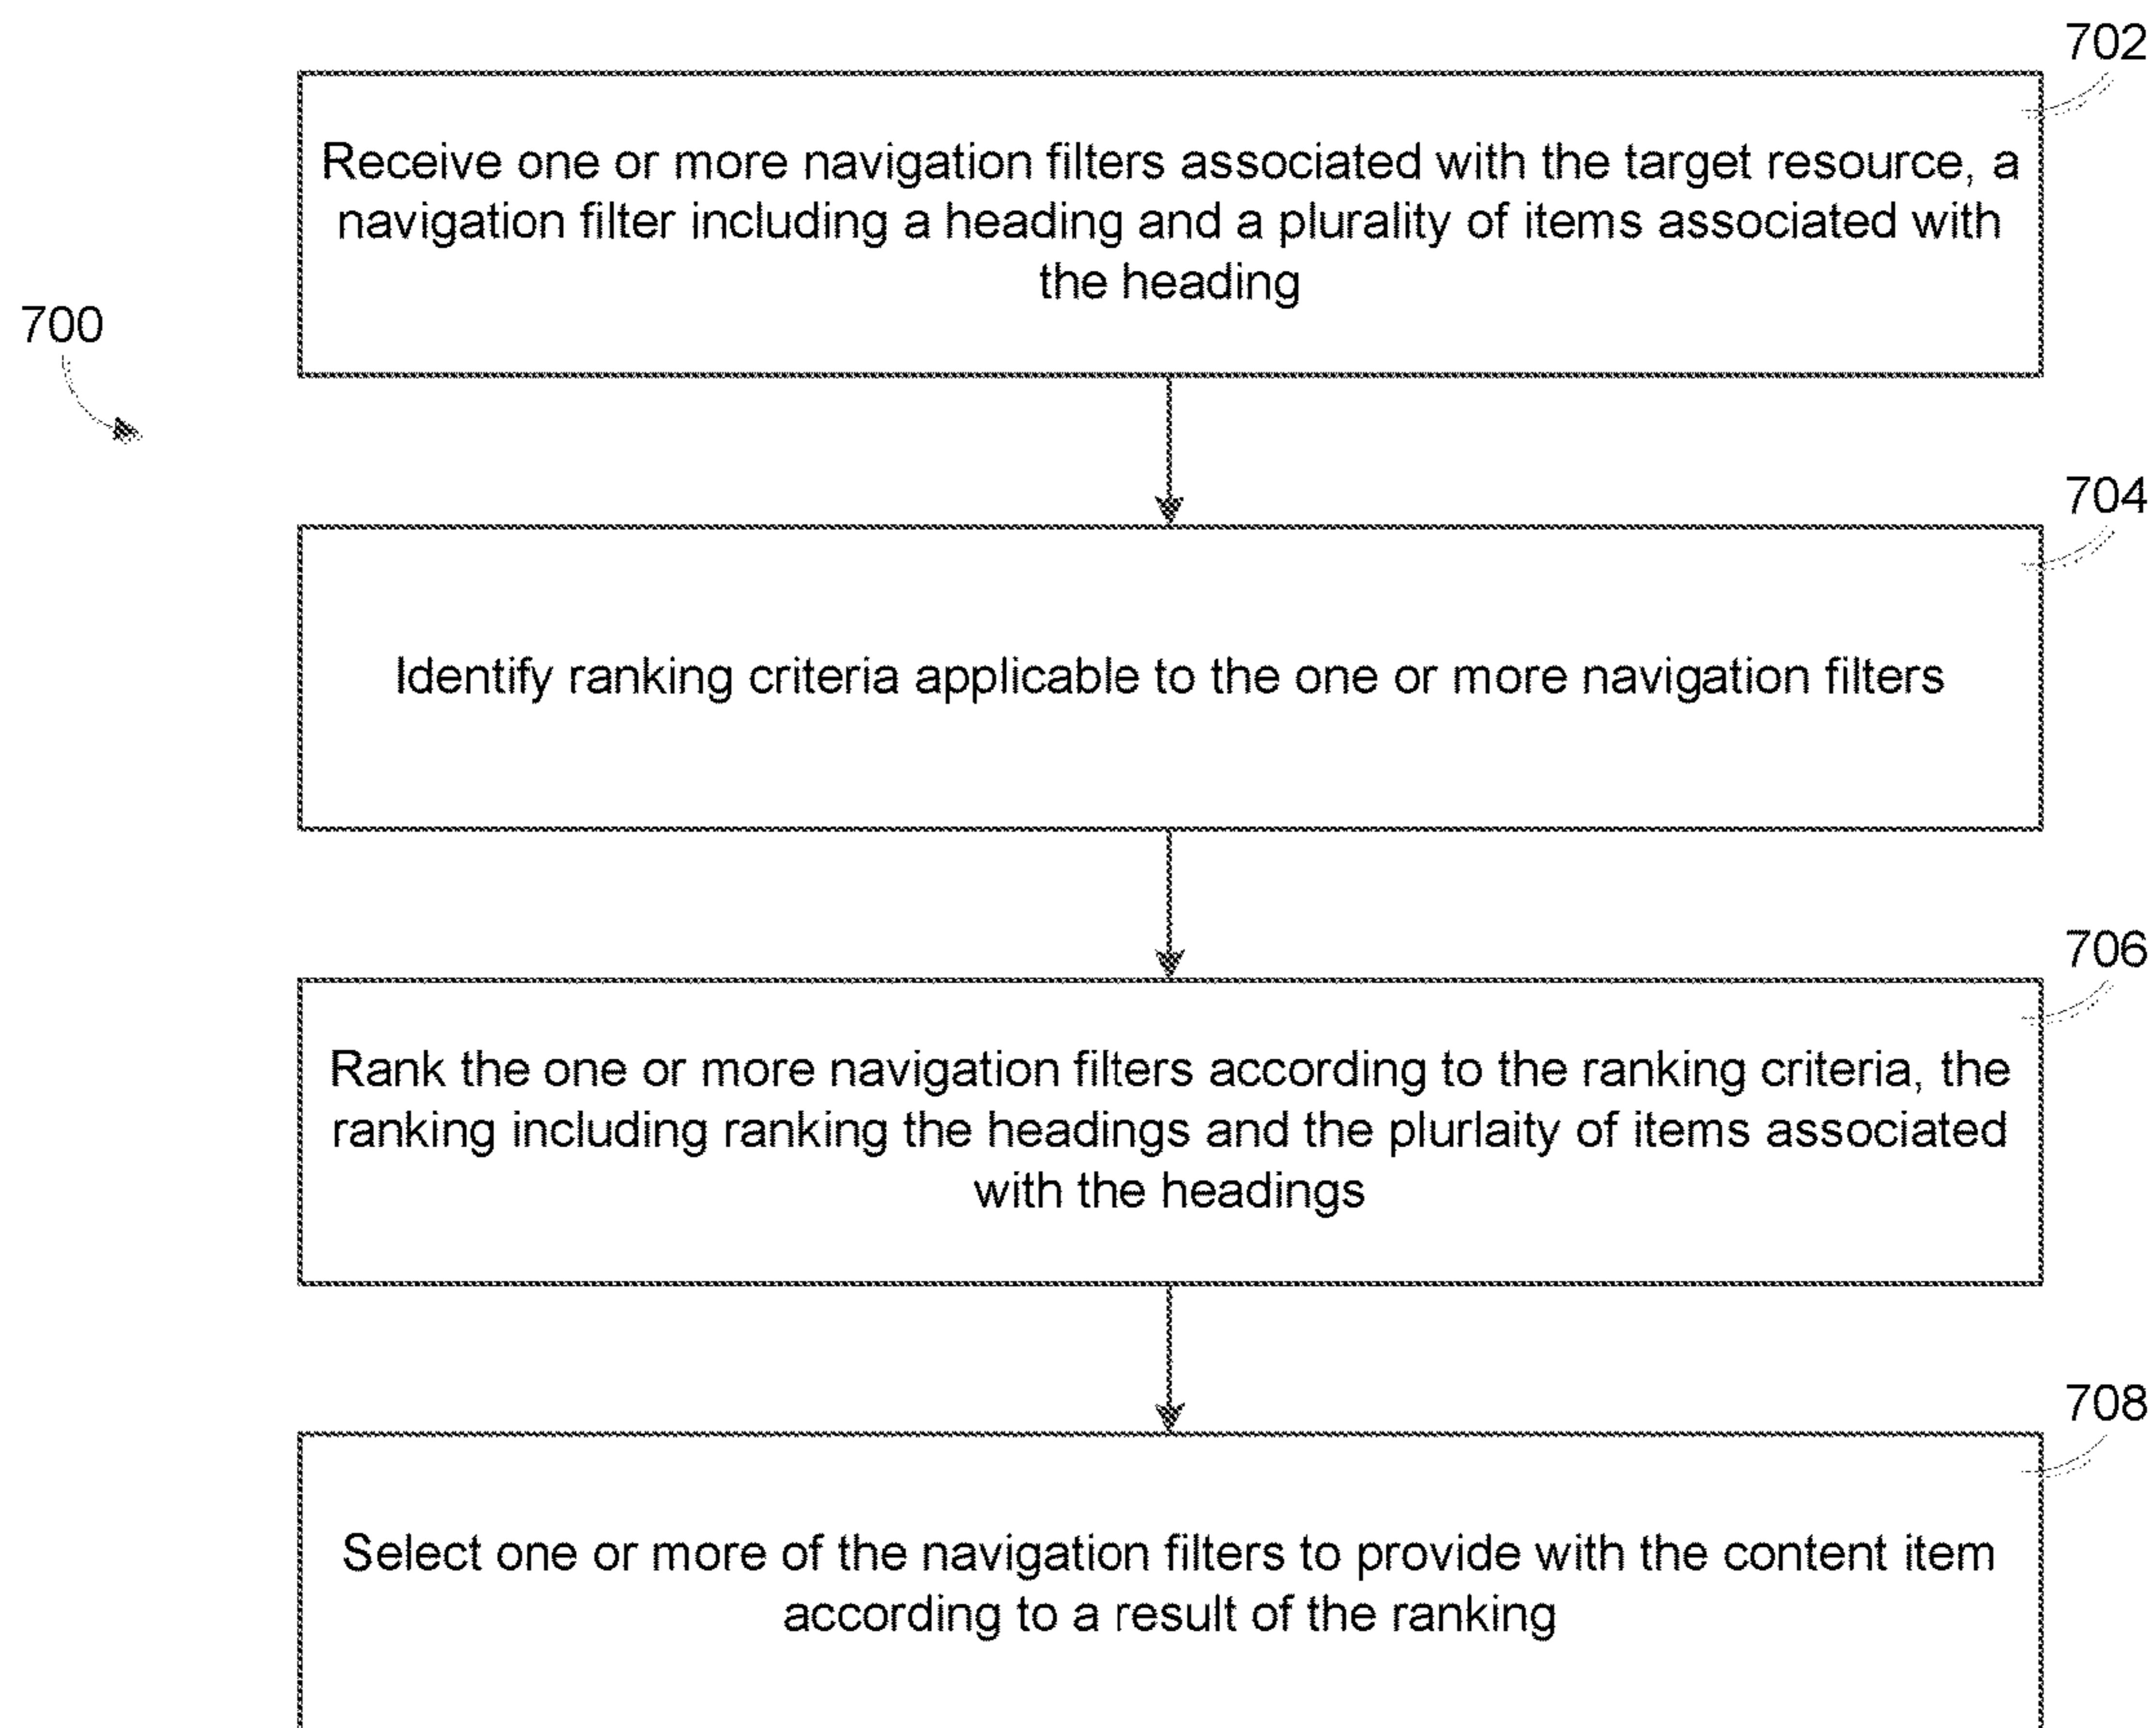 702
Receive one or more navigation filters associated with the target resource, a
navigation filter including a heading and a plurality of items associated with
the heading
700
704
Identify ranking criteria applicable to the one or more navigation filters
706
Rank the one or more navigation filters according to the ranking criteria, the
ranking including ranking the headings and the plurlaity of items associated
with the headings
708
Select one or more of the navigation filters to provide with the content item
according to a result of the ranking